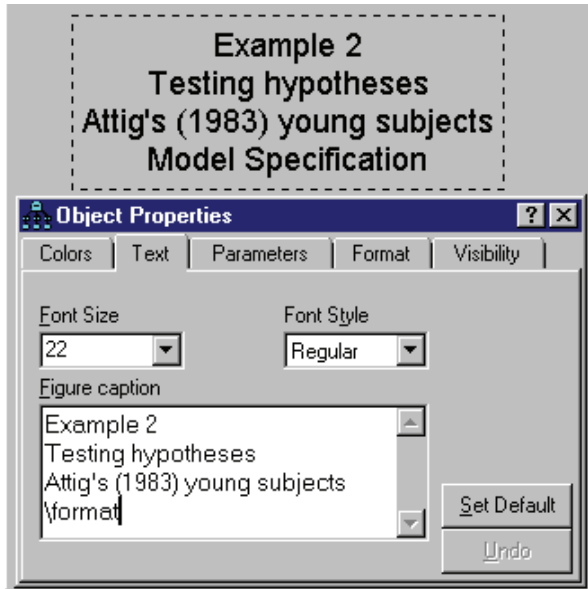 Example 2
Testing hypotheses
Attig's (1983) young subjects
Model Specification
Object Properties
Colors Text Parameters Format Visibility
Font Size Font Style
22 Regular
Figure caption
Example 2
Testing hypotheses
Attig's (1983) young subjects
\format
Set Default
Undo